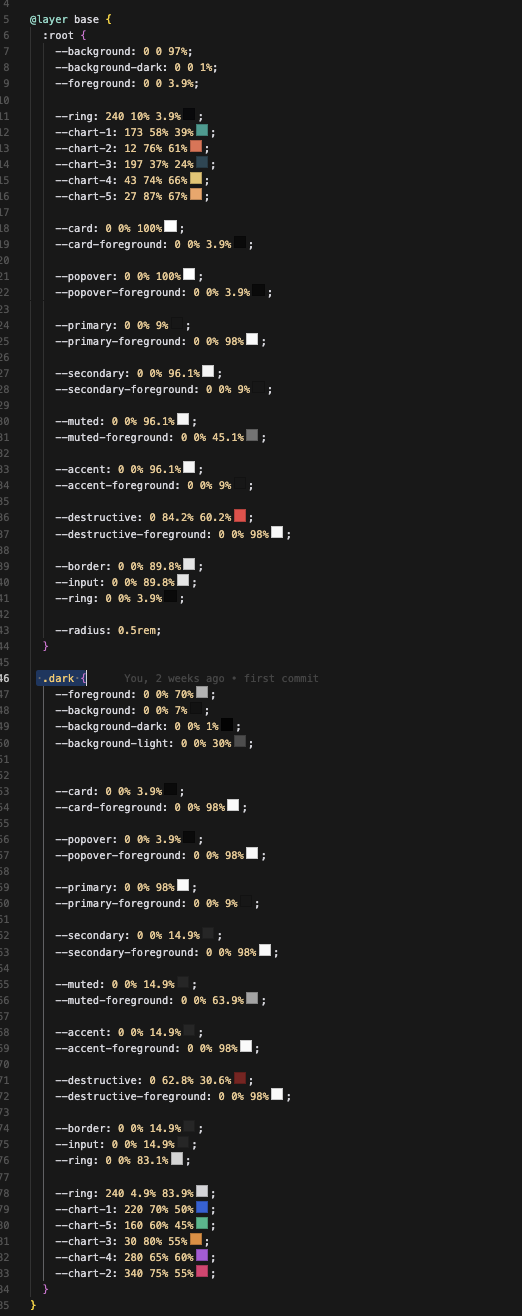 4
5 @layer base {
6 :root {
7 --background: 0 0 97%;
8 --background-dark: 0 0 1%;
9 --foreground: 0 0 3.9%;
10
11 --ring: 240 10% 3.9% ;
12 --chart-1: 173 58% 39% ;
13 --chart-2: 12 76% 61% ;
14 --chart-3: 197 37% 24% ;
15 --chart-4: 43 74% 66% ;
16 --chart-5: 27 87% 67% ;
17
18 --card: 0 0% 100% ;
19 --card-foreground: 0 0% 3.9% ;
20
21 --popover: 0 0% 100% ;
22 --popover-foreground: 0 0% 3.9% ;
23
24 --primary: 0 0% 9% ;
25 --primary-foreground: 0 0% 98% ;
26
27 --secondary: 0 0% 96.1% ;
28 --secondary-foreground: 0 0% 9% ;
29
30 --muted: 0 0% 96.1% ;
31 --muted-foreground: 0 0% 45.1% ;
32
33 --accent: 0 0% 96.1% ;
34 --accent-foreground: 0 0% 9% ;
35
36 --destructive: 0 84.2% 60.2% ;
37 --destructive-foreground: 0 0% 98% ;
38
39 --border: 0 0% 89.8% ;
40 --input: 0 0% 89.8% ;
41 --ring: 0 0% 3.9% ;
42
43 --radius: 0.5rem;
44 }
45
46 .dark { You, 2 weeks ago • first commit
47 --foreground: 0 0% 70% ;
48 --background: 0 0% 7% ;
49 --background-dark: 0 0% 1% ;
50 --background-light: 0 0% 30% ;
51
52
53 --card: 0 0% 3.9% ;
54 --card-foreground: 0 0% 98% ;
55
56 --popover: 0 0% 3.9% ;
57 --popover-foreground: 0 0% 98% ;
58
59 --primary: 0 0% 98% ;
60 --primary-foreground: 0 0% 9% ;
61
62 --secondary: 0 0% 14.9% ;
63 --secondary-foreground: 0 0% 98% ;
64
65 --muted: 0 0% 14.9% ;
66 --muted-foreground: 0 0% 63.9% ;
67
68 --accent: 0 0% 14.9% ;
69 --accent-foreground: 0 0% 98% ;
70
71 --destructive: 0 62.8% 30.6% ;
72 --destructive-foreground: 0 0% 98% ;
73
74 --border: 0 0% 14.9% ;
75 --input: 0 0% 14.9% ;
76 --ring: 0 0% 83.1% ;
77
78 --ring: 240 4.9% 83.9% ;
79 --chart-1: 220 70% 50% ;
80 --chart-5: 160 60% 45% ;
81 --chart-3: 30 80% 55% ;
82 --chart-4: 280 65% 60% ;
83 --chart-2: 340 75% 55% ;
84 }
85 }